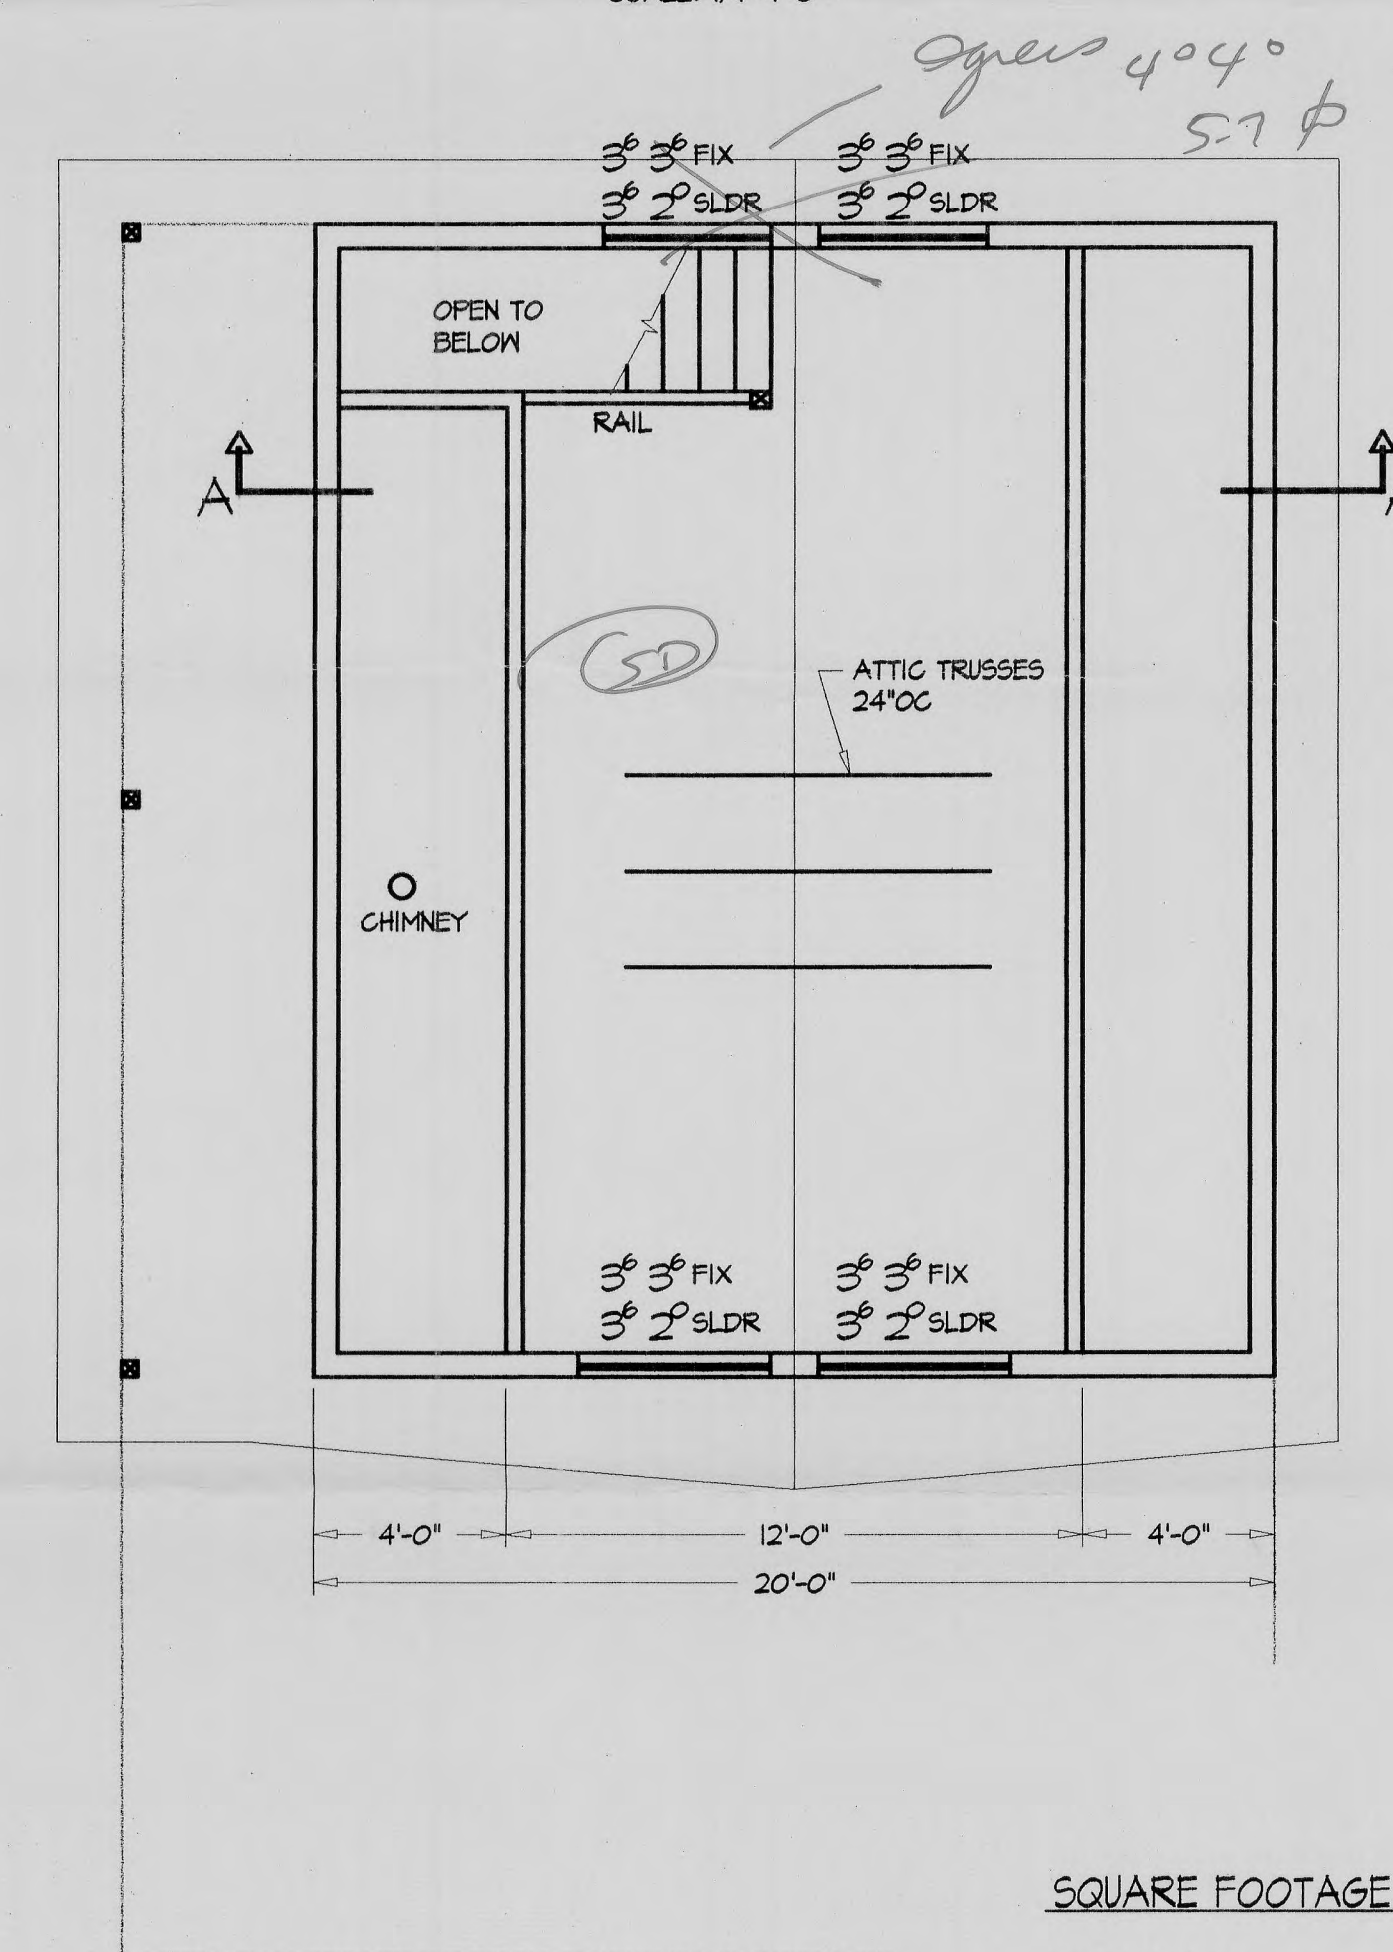 Egress 4⁰ 4⁰
5.7 ϕ
3⁶ 3⁶ FIX
3⁶ 2⁰ SLDR
3⁶ 3⁶ FIX
3⁶ 2⁰ SLDR
OPEN TO
BELOW
RAIL
A
SD
ATTIC TRUSSES
24"OC
CHIMNEY
3⁶ 3⁶ FIX
3⁶ 2⁰ SLDR
3⁶ 3⁶ FIX
3⁶ 2⁰ SLDR
4'-0"
12'-0"
4'-0"
20'-0"
SQUARE FOOTAGE